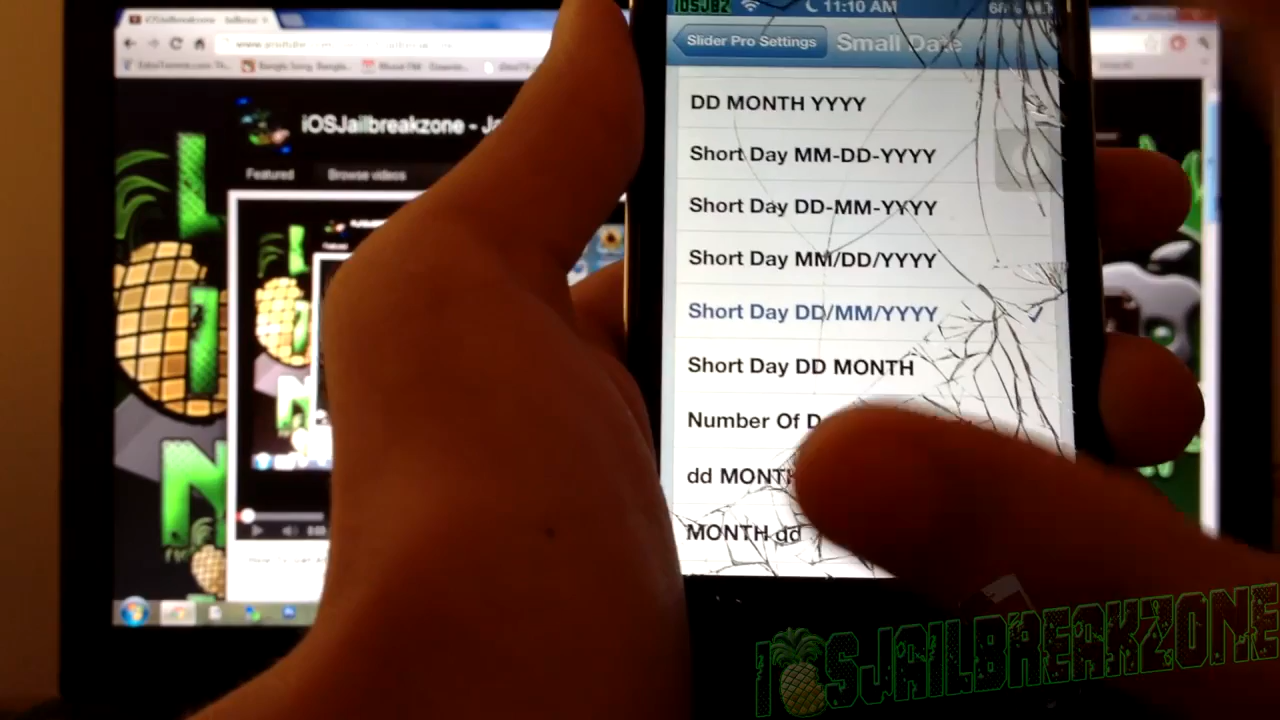 iOSJBZ
11:10 AM
Slider Pro Settings
Small Date
DD MONTH YYYY
Short Day MM-DD-YYYY
Short Day DD-MM-YYYY
Short Day MM/DD/YYYY
Short Day DD/MM/YYYY
Short Day DD MONTH
Number Of D
dd MONTH
MONTH dd
iOSJailbreakzone - Ja
Featured
Browse videos
IOSJAILBREAKZONE